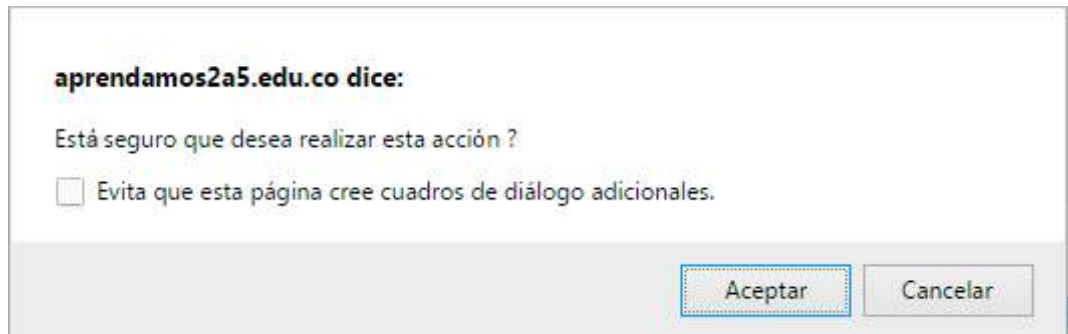 aprendamos2a5.edu.co dice:
Está seguro que desea realizar esta acción ?
Evita que esta página cree cuadros de diálogo adicionales.
Aceptar Cancelar